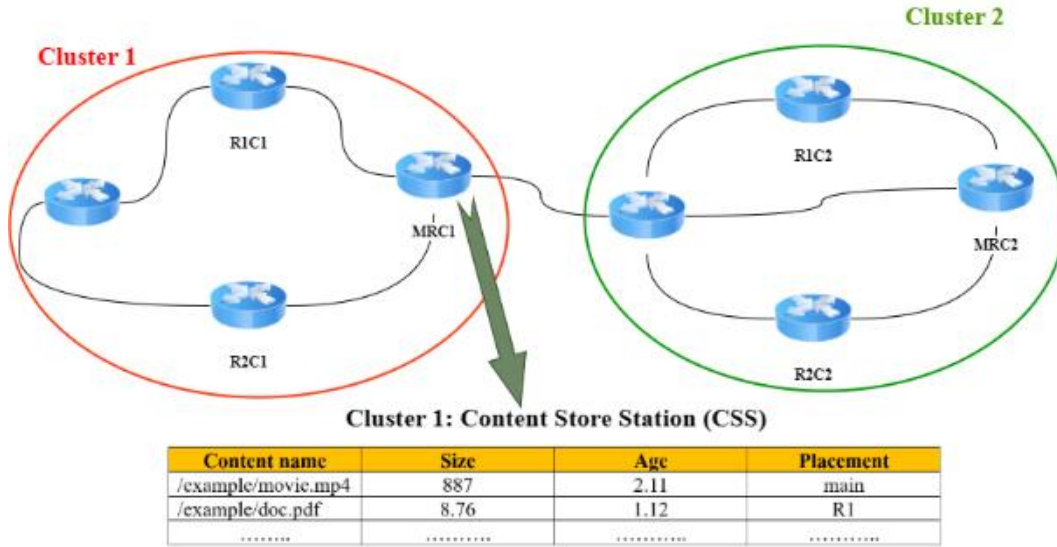 Cluster 2
Cluster 1
R1C1
R1C2
MRC1
MRC2
R2C1
R2C2
Cluster 1: Content Store Station (CSS)
Content name Size Age Placement
/example/movie.mp4 887 2.11 main
/example/doc.pdf 8.76 1.12 R1
........ .......... ........... ...........